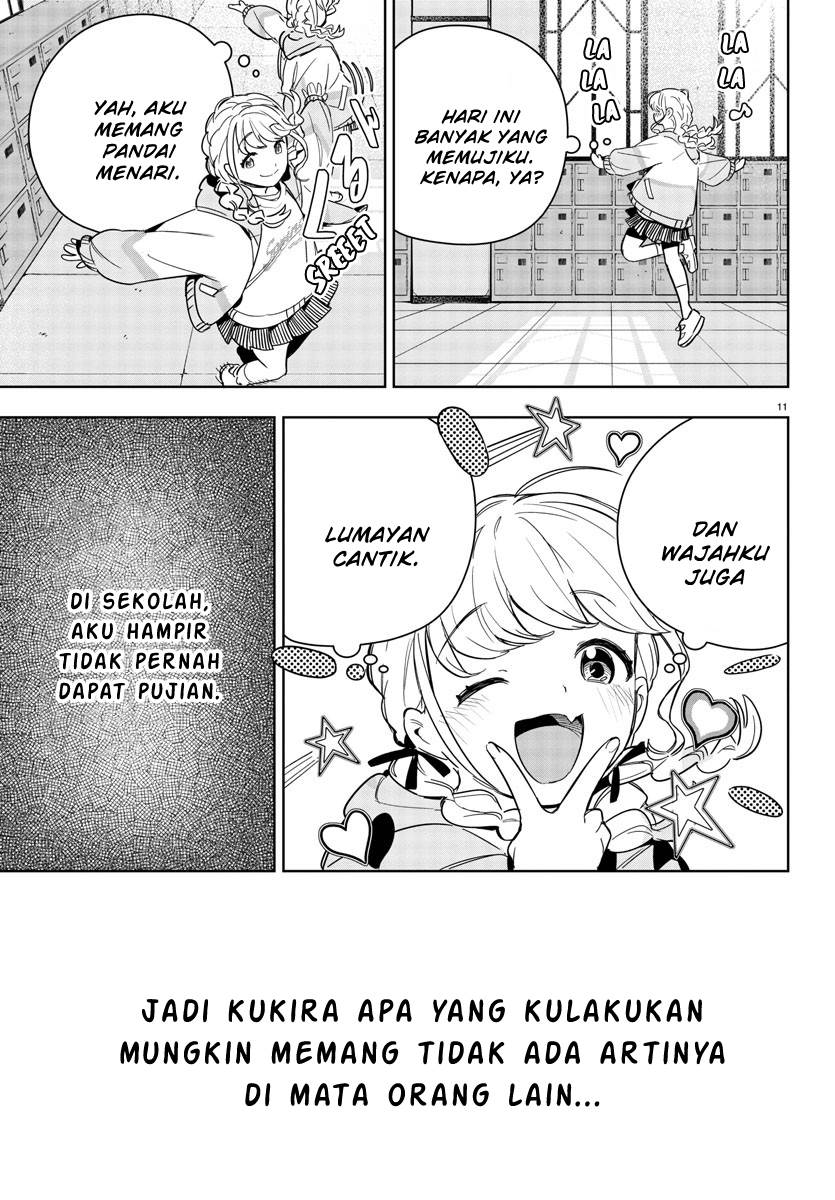 LA
LA
LA
LA
LA
HARI INI
BANYAK YANG
MEMUJIKU.
KENAPA, YA?
YAH, AKU
MEMANG
PANDAI
MENARI.
SREEET
11
DAN
WAJAHKU
JUGA
LUMAYAN
CANTIK.
DI SEKOLAH,
AKU HAMPIR
TIDAK PERNAH
DAPAT PUJIAN.
JADI KUKIRA APA YANG KULAKUKAN
MUNGKIN MEMANG TIDAK ADA ARTINYA
DI MATA ORANG LAIN...